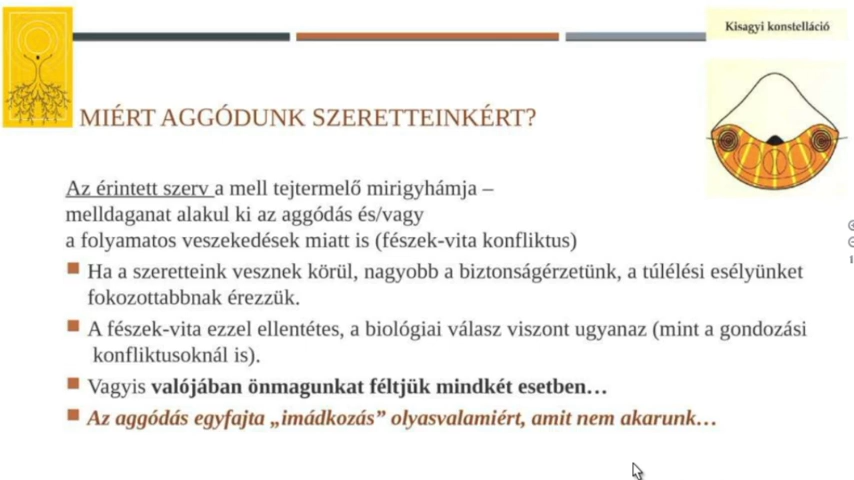 Kisagyi konstelláció
MIÉRT AGGÓDUNK SZERETTEINKÉRT?
Az érintett szerv a mell tejtermelő mirigyhámja –
melldaganat alakul ki az aggódás és/vagy
a folyamatos veszekedések miatt is (fészek-vita konfliktus)
Ha a szeretteink vesznek körül, nagyobb a biztonságérzetünk, a túlélési esélyünket
fokozottabbnak érezzük.
A fészek-vita ezzel ellentétes, a biológiai válasz viszont ugyanaz (mint a gondozási
konfliktusoknál is).
Vagyis valójában önmagunkat féltjük mindkét esetben…
Az aggódás egyfajta „imádkozás” olyasvalamiért, amit nem akarunk…